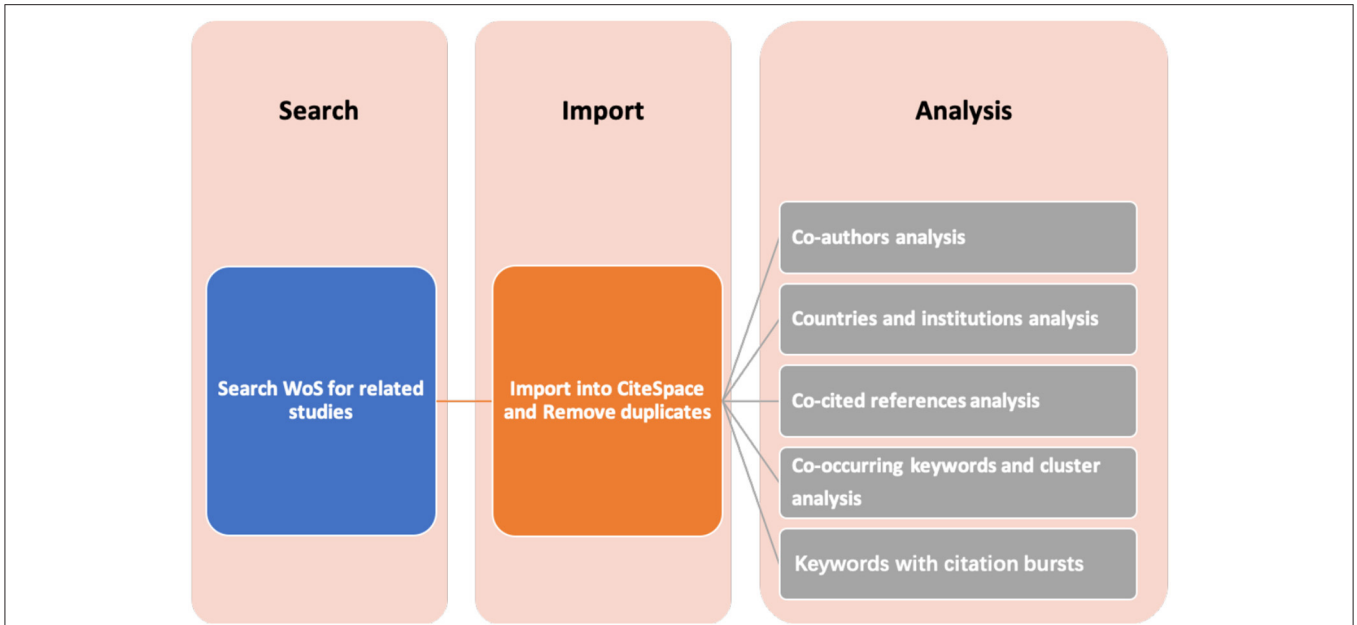 Search
Import
Analysis
Search WoS for related
studies
Import into CiteSpace
and Remove duplicates
Co-authors analysis
Countries and institutions analysis
Co-cited references analysis
Co-occurring keywords and cluster
analysis
Keywords with citation bursts